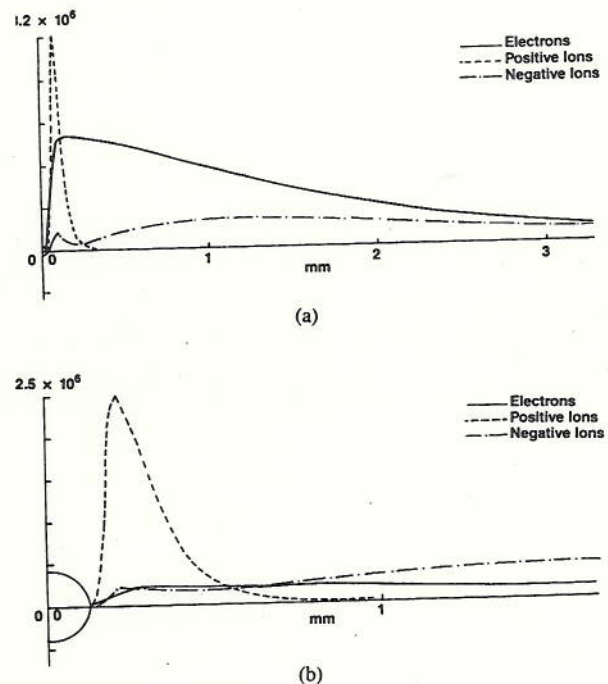 1.2 × 10⁶
Electrons
Positive Ions
Negative Ions
0 0
1
2
3
mm
(a)
2.5 × 10⁶
Electrons
Positive Ions
Negative Ions
0 0
1
mm
(b)